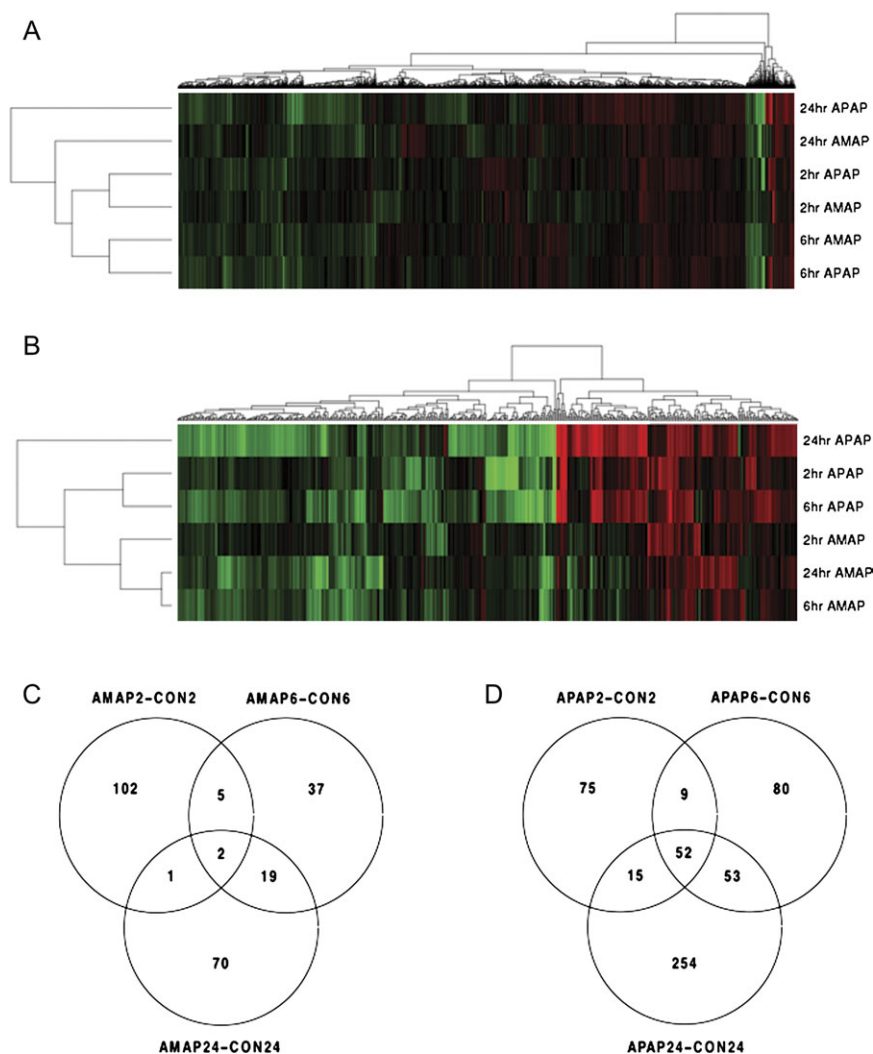 A
24hr APAP
24hr AMAP
2hr APAP
2hr AMAP
6hr AMAP
6hr APAP
B
24hr APAP
2hr APAP
6hr APAP
2hr AMAP
24hr AMAP
6hr AMAP
C
AMAP2-CON2
AMAP6-CON6
102
5
37
2
1
19
70
AMAP24-CON24
D
APAP2-CON2
APAP6-CON6
75
9
80
52
15
53
254
APAP24-CON24